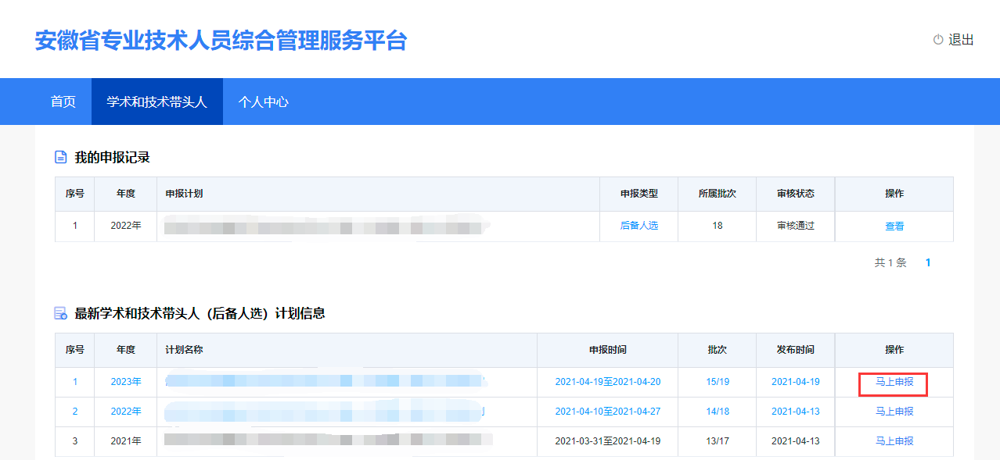 安徽省专业技术人员综合管理服务平台
退出
首页 学术和技术带头人 个人中心
我的申报记录
序号 年度 申报计划 申报类型 所属批次 审核状态 操作
1 2022年 后备人选 18 审核通过 查看
共 1 条 1
最新学术和技术带头人（后备人选）计划信息
序号 年度 计划名称 申报时间 批次 发布时间 操作
1 2023年 2021-04-19至2021-04-20 15/19 2021-04-19 马上申报
2 2022年 2021-04-10至2021-04-27 14/18 2021-04-13 马上申报
3 2021年 2021-03-31至2021-04-19 13/17 2021-04-13 马上申报